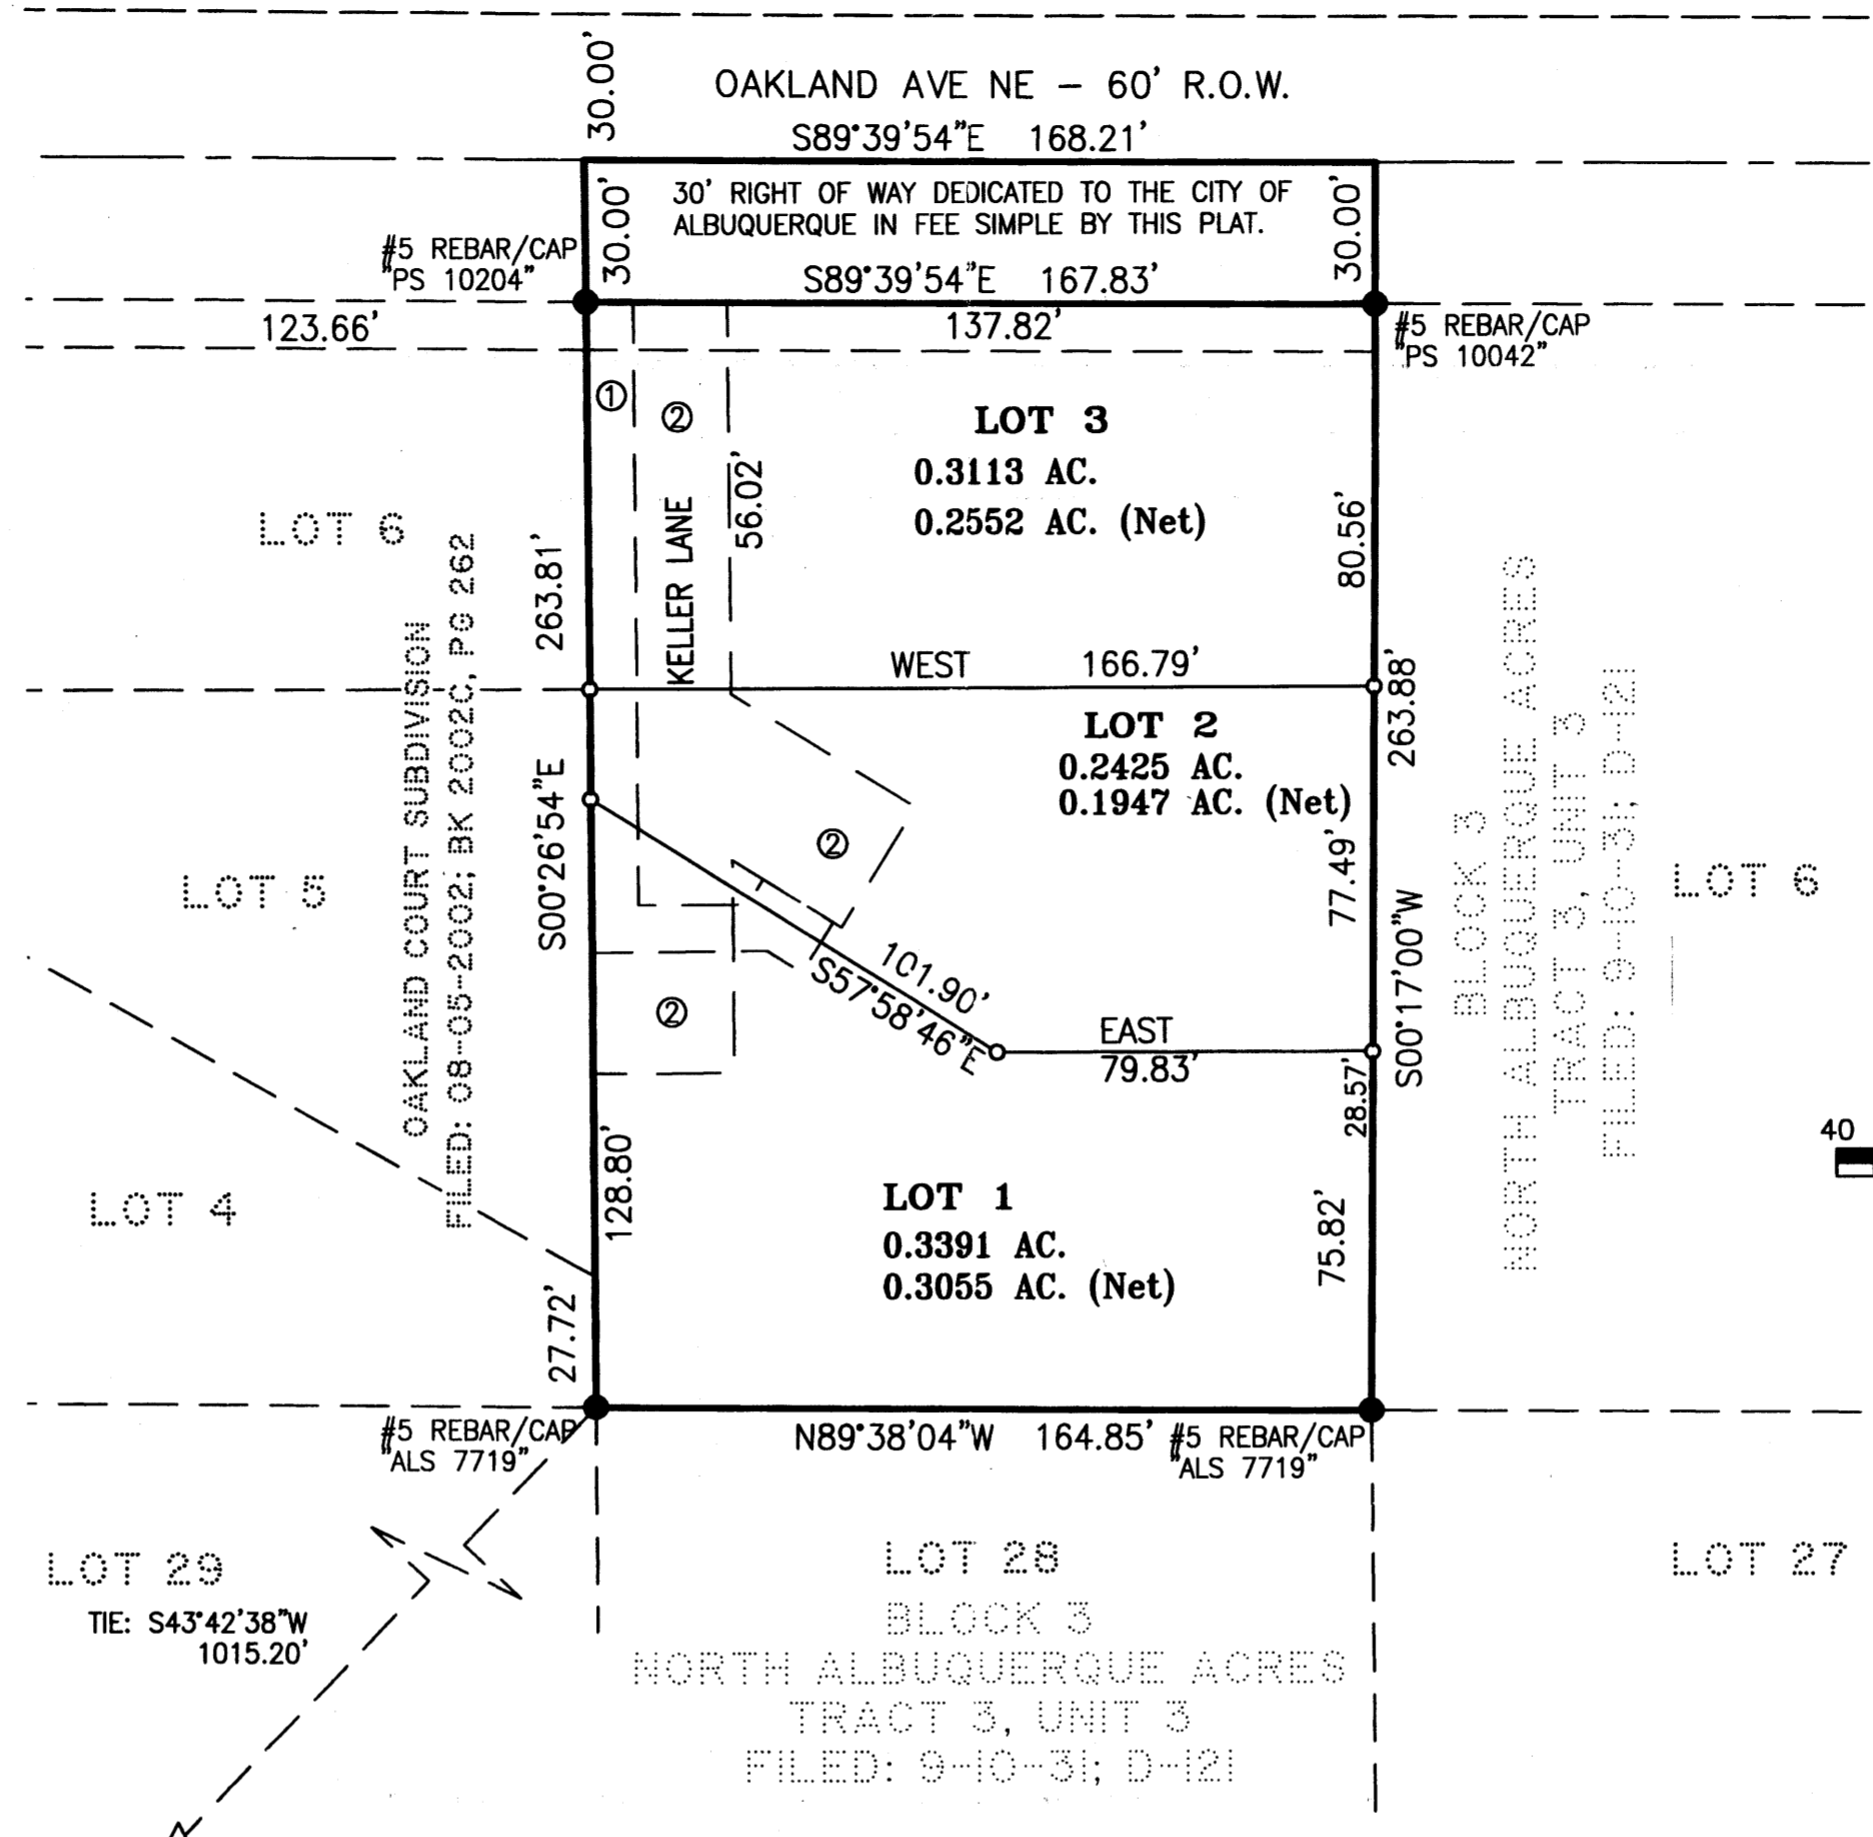 30.00'
OAKLAND AVE NE – 60' R.O.W.
S89°39'54"E 168.21'
30.00'
30' RIGHT OF WAY DEDICATED TO THE CITY OF
ALBUQUERQUE IN FEE SIMPLE BY THIS PLAT.
30.00'
#5 REBAR/CAP
"PS 10204"
S89°39'54"E 167.83'
123.66'
137.82'
#5 REBAR/CAP
"PS 10042"
①
②
LOT 3
0.3113 AC.
0.2552 AC. (Net)
56.02'
KELLER LANE
80.56'
LOT 6
263.81'
OAKLAND COURT SUBDIVISION
FILED: 08-05-2002; BK 2002C, PG 262
WEST 166.79'
263.88'
LOT 2
0.2425 AC.
0.1947 AC. (Net)
②
77.49'
S00°26'54"E
LOT 5
S00°17'00"W
BLOCK 3
NORTH ALBUQUERQUE ACRES
TRACT 3, UNIT 3
FILED: 9-10-31; D-121
LOT 6
101.90'
S57°58'46"E
②
EAST
79.83'
28.57'
40
128.80'
LOT 4
LOT 1
0.3391 AC.
0.3055 AC. (Net)
75.82'
27.72'
#5 REBAR/CAP
"ALS 7719"
N89°38'04"W 164.85'
#5 REBAR/CAP
"ALS 7719"
LOT 29
TIE: S43°42'38"W
1015.20'
LOT 28
BLOCK 3
NORTH ALBUQUERQUE ACRES
TRACT 3, UNIT 3
FILED: 9-10-31; D-121
LOT 27